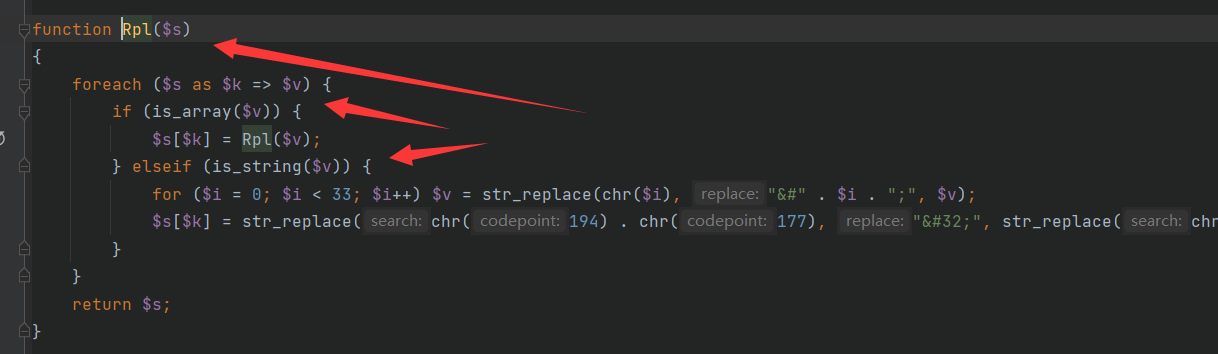 function Rpl($s)
{
foreach ($s as $k => $v) {
if (is_array($v)) {
$s[$k] = Rpl($v);
} elseif (is_string($v)) {
for ($i = 0; $i < 33; $i++) $v = str_replace(chr($i), replace: "&#" . $i . ";", $v);
$s[$k] = str_replace( search: chr( codepoint: 194) . chr( codepoint: 177), replace: "&#32;", str_replace( search: chr
}
}
return $s;
}